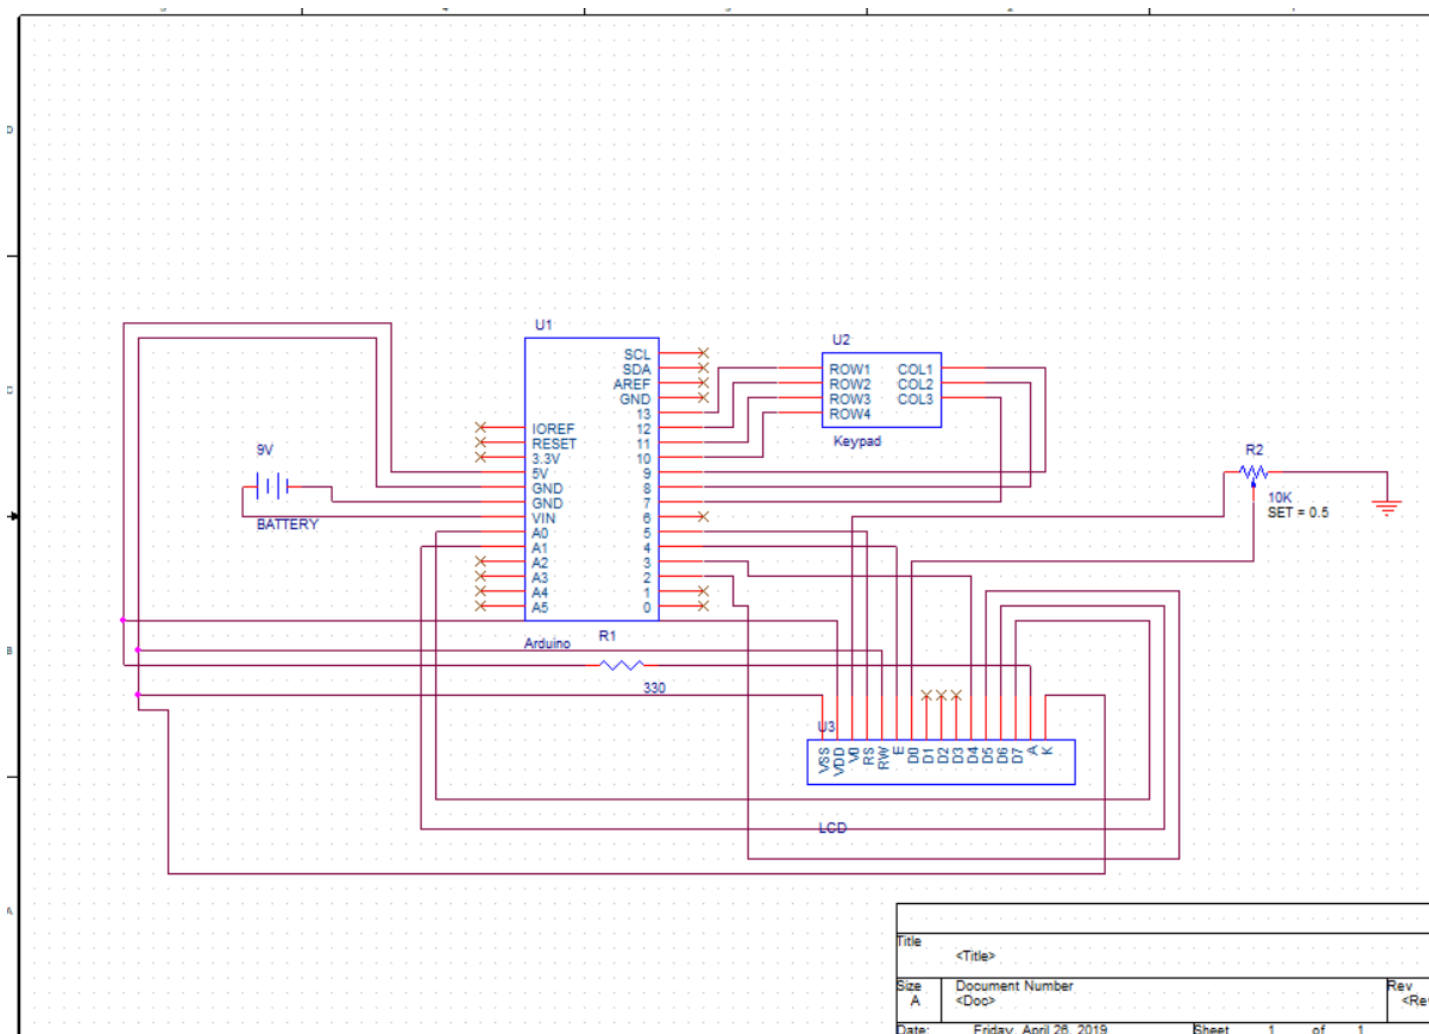 U1
SCL
SDA
AREF
GND
13
12
11
10
9
8
7
6
5
4
3
2
1
0
IOREF
RESET
3.3V
5V
GND
GND
VIN
A0
A1
A2
A3
A4
A5
Arduino
U2
ROW1 COL1
ROW2 COL2
ROW3 COL3
ROW4
Keypad
9V
BATTERY
R2
10K
SET = 0.5
R1
330
U3
VSS
VDD
V0
RS
RW
E
D0
D1
D2
D3
D4
D5
D6
D7
A
K
LCD
Title
<Title>
Size Document Number Rev
A <Doc>
Date: Friday, April 26, 2019 Sheet 1 of 1